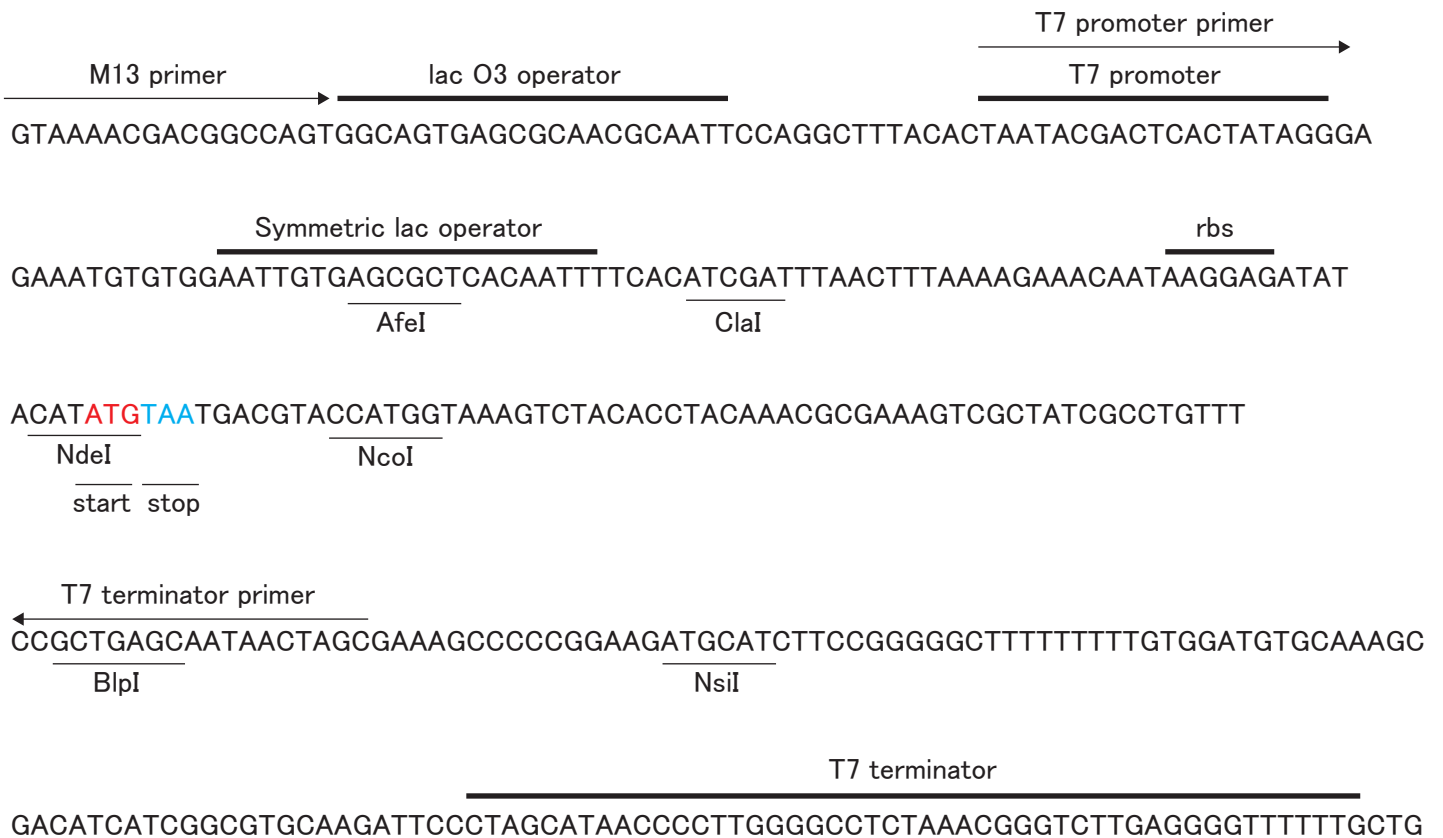 T7 promoter primer
M13 primer lac O3 operator T7 promoter
GTAAAACGACGGCCAGTGGCAGTGAGCGCAACGCAATTCCAGGCTTTACACTAATACGACTCACTATAGGGA
Symmetric lac operator rbs
GAAATGTGTGGAATTGTGAGCGCTCACAATTTTCACATCGATTTAACTTTAAAAGAAACAATAAGGAGATAT
AfeI ClaI
ACATATGTAATGACGTACCATGGTAAAGTCTACACCTACAAACGCGAAAGTCGCTATCGCCTGTTT
NdeI NcoI
start stop
T7 terminator primer
CCGCTGAGCAATAACTAGCGAAAGCCCCCGGAAGATGCATCTTCCGGGGGCTTTTTTTTTGTGGATGTGCAAAGC
BlpI NsiI
T7 terminator
GACATCATCGGCGTGCAAGATTCCCTAGCATAACCCCTTGGGGCCTCTAAACGGGTCTTGAGGGGTTTTTTGCTG